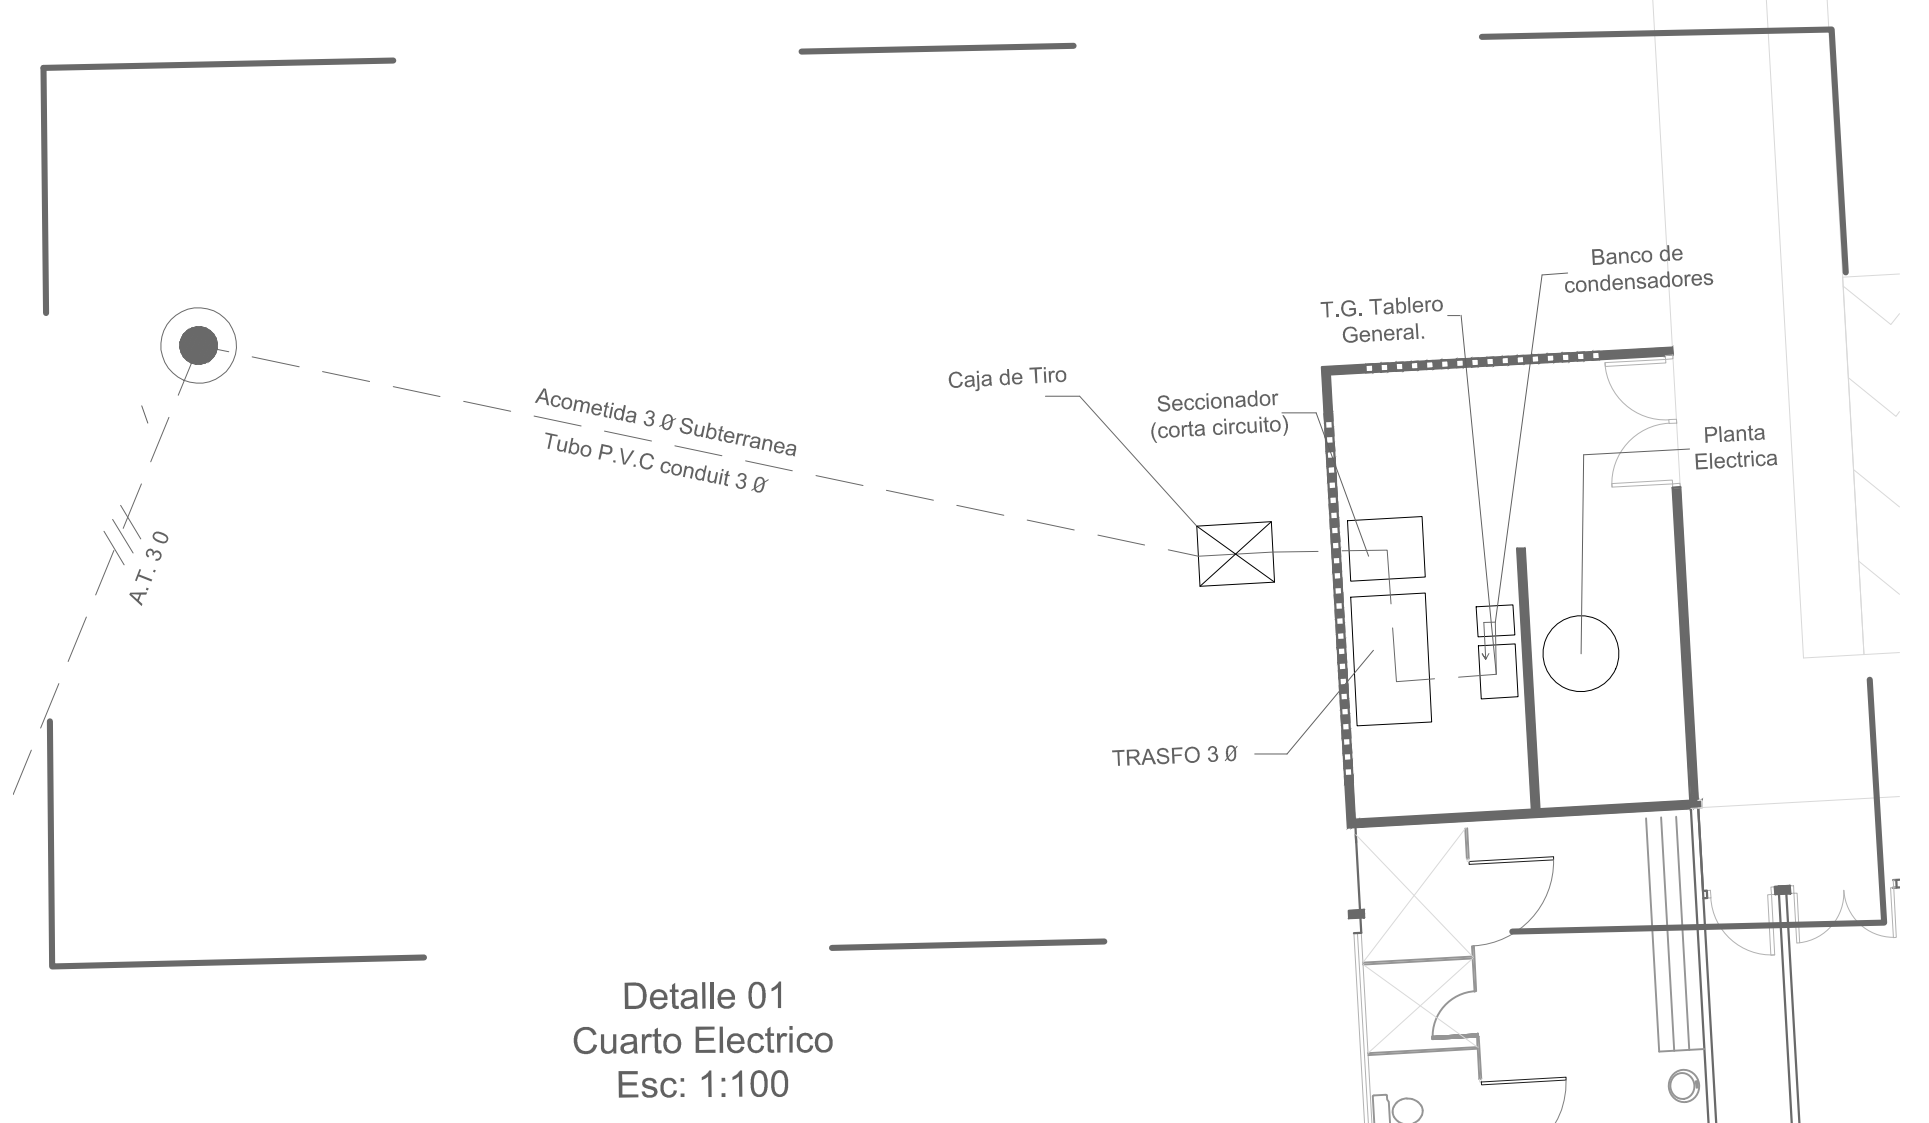 Banco de
condensadores
T.G. Tablero
General.
Caja de Tiro
Seccionador
(corta circuito)
Planta
Electrica
Acometida 3 Ø Subterranea
Tubo P.V.C conduit 3 Ø
A.T. 3 0
TRASFO 3 Ø
Detalle 01
Cuarto Electrico
Esc: 1:100